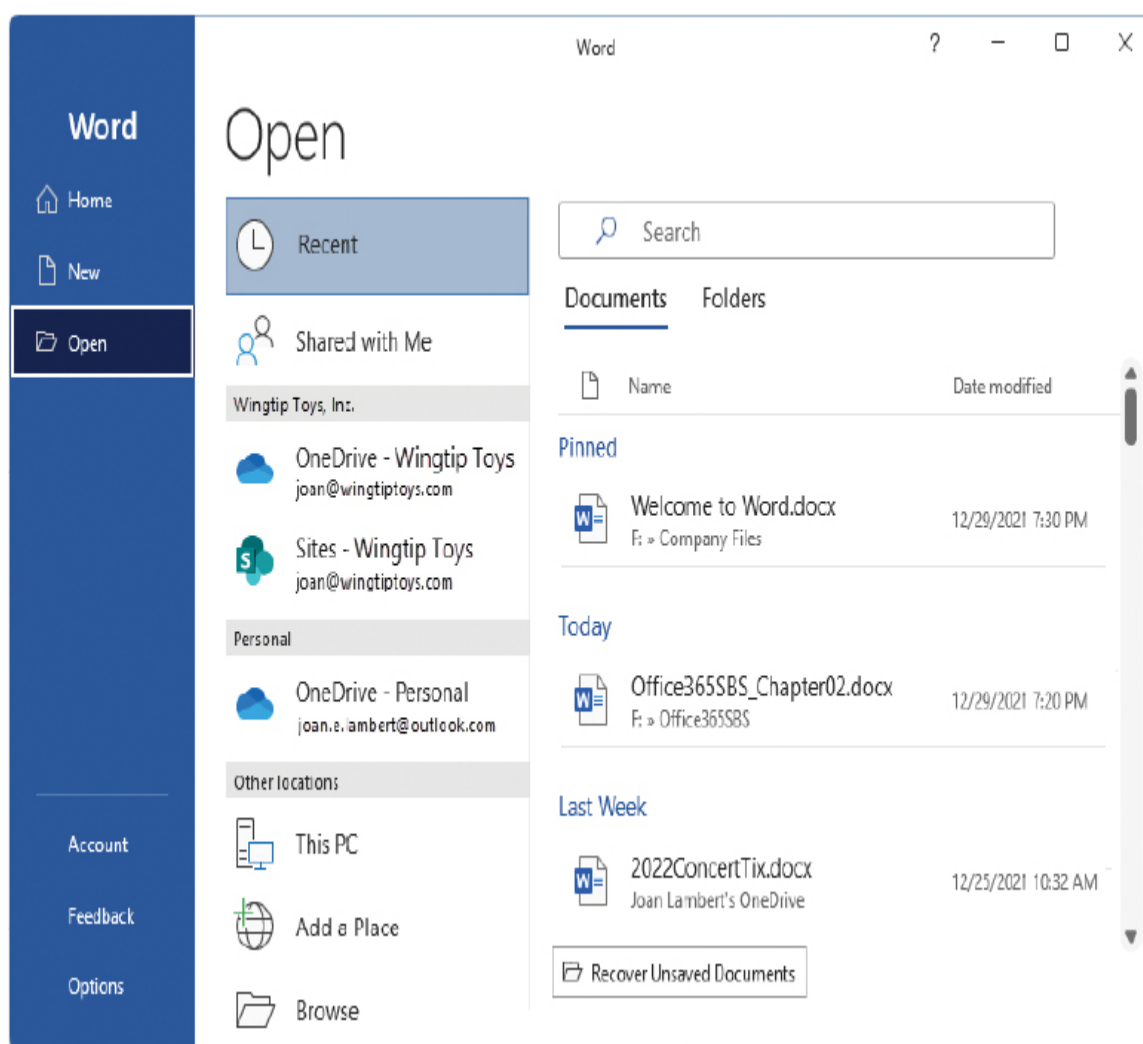 Word
?
Word
Home
New
Open
Account
Feedback
Options
Open
Recent
Shared with Me
Wingtip Toys, Inc.
OneDrive - Wingtip Toys
joan@wingtiptoys.com
Sites - Wingtip Toys
joan@wingtiptoys.com
Personal
OneDrive - Personal
joan.e.lambert@outlook.com
Other locations
This PC
Add a Place
Browse
Search
Documents Folders
Name Date modified
Pinned
Welcome to Word.docx 12/29/2021 7:30 PM
F: » Company Files
Today
Office365SBS_Chapter02.docx 12/29/2021 7:20 PM
F: » Office365SBS
Last Week
2022ConcertTix.docx 12/25/2021 10:32 AM
Joan Lambert's OneDrive
Recover Unsaved Documents